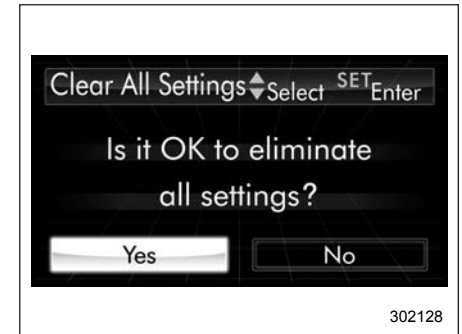 Clear All Settings Select SET Enter
Is it OK to eliminate
all settings?
Yes No
302128